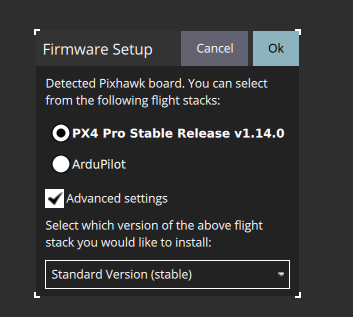 Firmware Setup
Cancel
Ok
Detected Pixhawk board. You can select
from the following flight stacks:
PX4 Pro Stable Release v1.14.0
ArduPilot
Advanced settings
Select which version of the above flight
stack you would like to install:
Standard Version (stable)